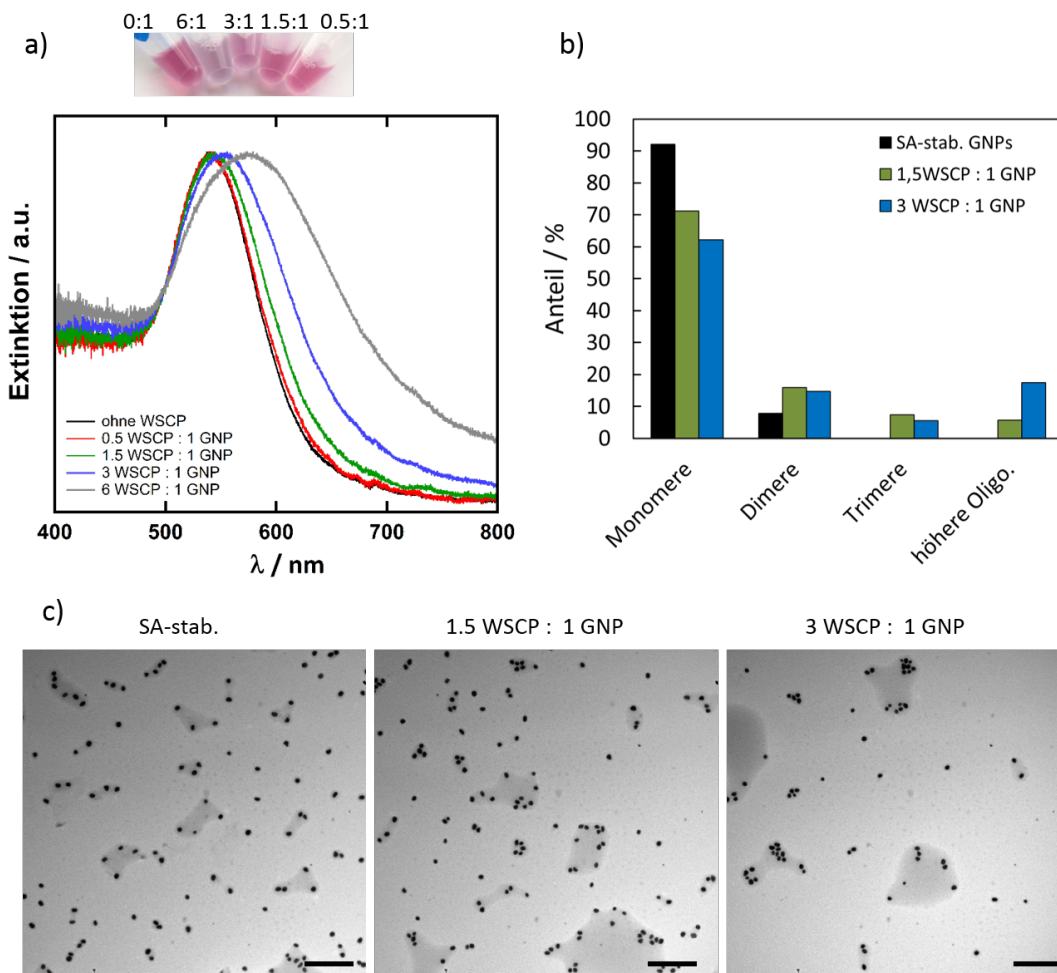 a)
0:1 6:1 3:1 1.5:1 0.5:1
Extinktion / a.u.
ohne WSCP
0.5 WSCP : 1 GNP
1.5 WSCP : 1 GNP
3 WSCP : 1 GNP
6 WSCP : 1 GNP
400 500 600 700 800
λ / nm
b)
Anteil / %
100
90
80
70
60
50
40
30
20
10
0
SA-stab. GNPs
1,5WSCP : 1 GNP
3 WSCP : 1 GNP
Monomere
Dimere
Trimere
höhere Oligo.
c)
SA-stab.
1.5 WSCP : 1 GNP
3 WSCP : 1 GNP